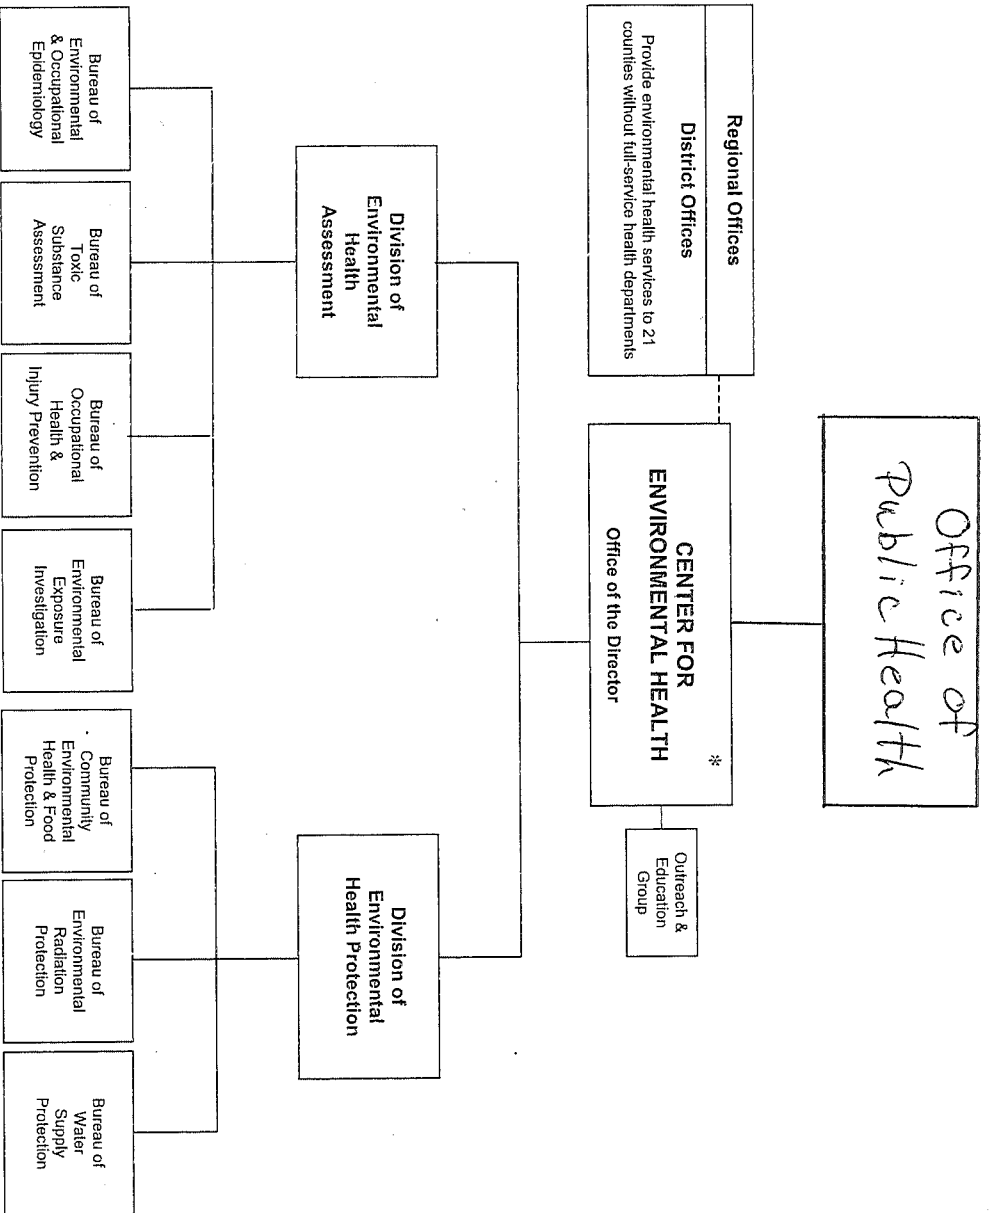 Office of
Public Health
Regional Offices
District Offices
Provide environmental health services to 21
counties without full-service health departments
*
CENTER FOR
ENVIRONMENTAL HEALTH
Office of the Director
Outreach &
Education
Group
Division of
Environmental
Health
Assessment
Division of
Environmental
Health Protection
Bureau of
Environmental
& Occupational
Epidemiology
Bureau of
Toxic
Substance
Assessment
Bureau of
Occupational
Health &
Injury Prevention
Bureau of
Environmental
Exposure
Investigation
Bureau of
Community
Environmental
Health & Food
Protection
Bureau of
Environmental
Radiation
Protection
Bureau of
Water
Supply
Protection